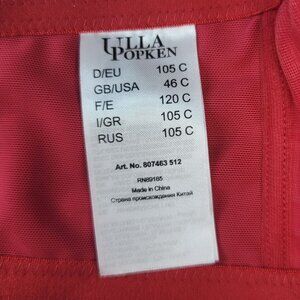 ULLA
POPKEN
D/EU 105 C
GB/USA 46 C
F/E 120 C
I/GR 105 C
RUS 105 C
Art. No. 807463 512
RN89165
Made in China
Страна происхождения Китай